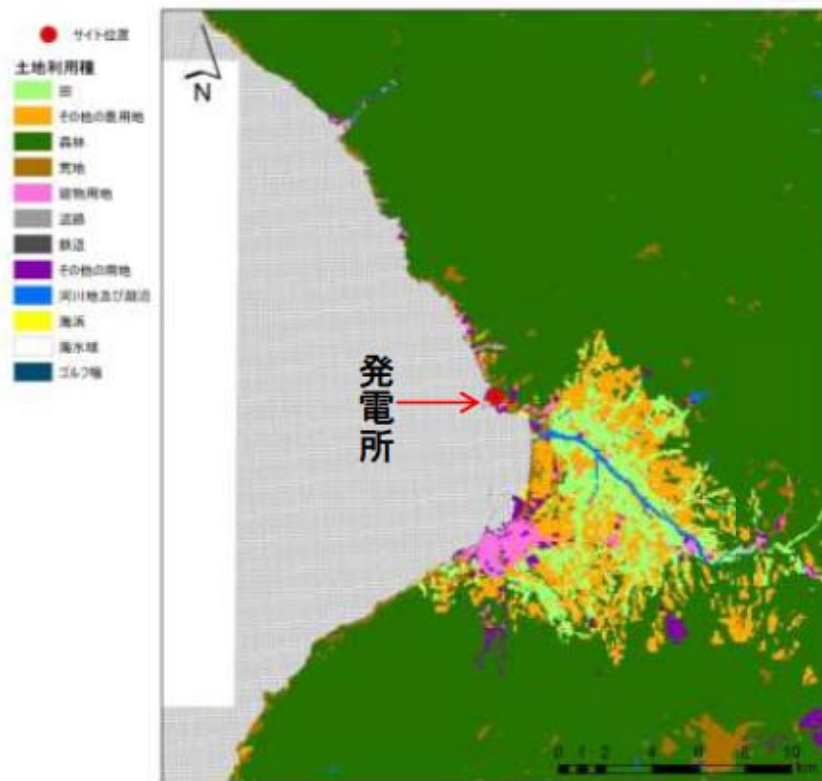 サイト位置
土地利用種
田
その他の農用地
森林
荒地
建物用地
道路
鉄道
その他の用地
河川地及び湖沼
海浜
海水域
ゴルフ場
N
発電所
0 1 2 4 6 8 10
km